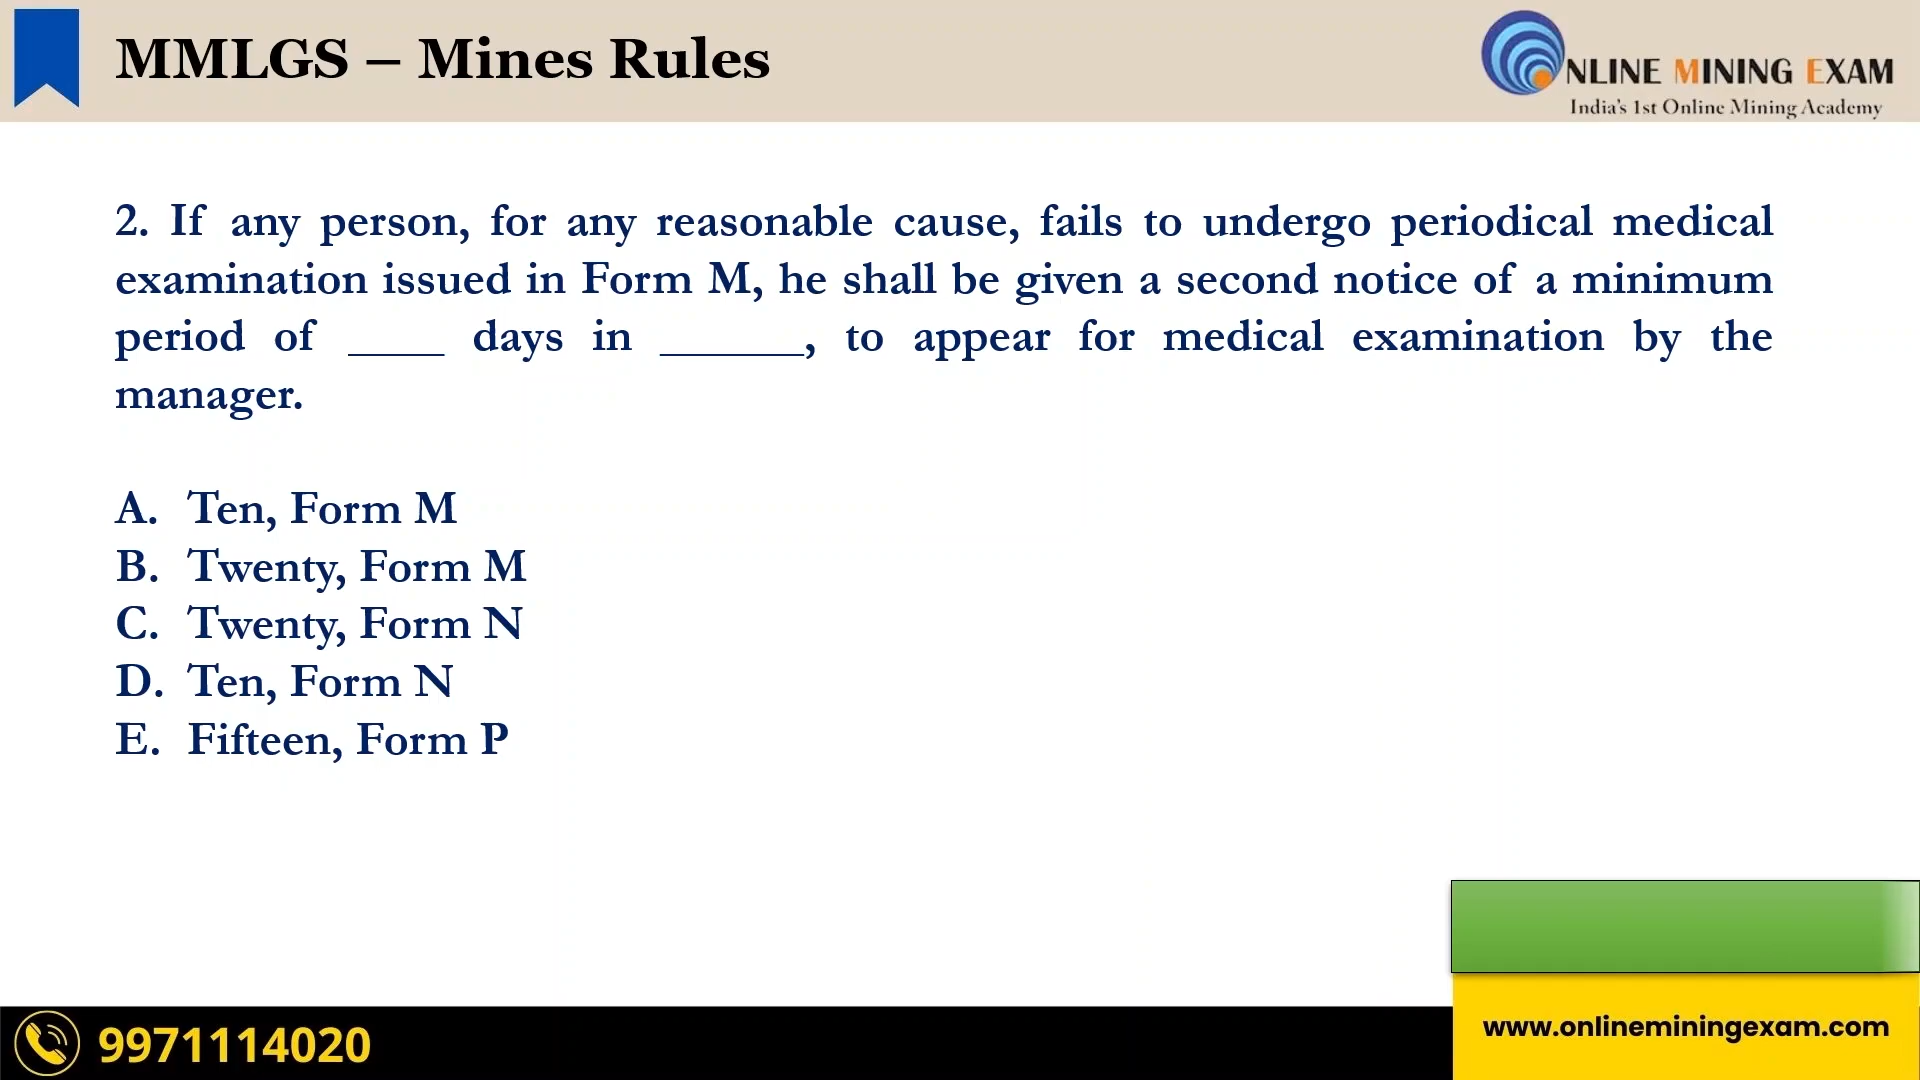 MMLGS – Mines Rules
NLINE MINING EXAM
India's 1st Online Mining Academy
2. If any person, for any reasonable cause, fails to undergo periodical medical
examination issued in Form M, he shall be given a second notice of a minimum
period of ____ days in ______, to appear for medical examination by the
manager.
A. Ten, Form M
B. Twenty, Form M
C. Twenty, Form N
D. Ten, Form N
E. Fifteen, Form P
9971114020
www.onlineminingexam.com